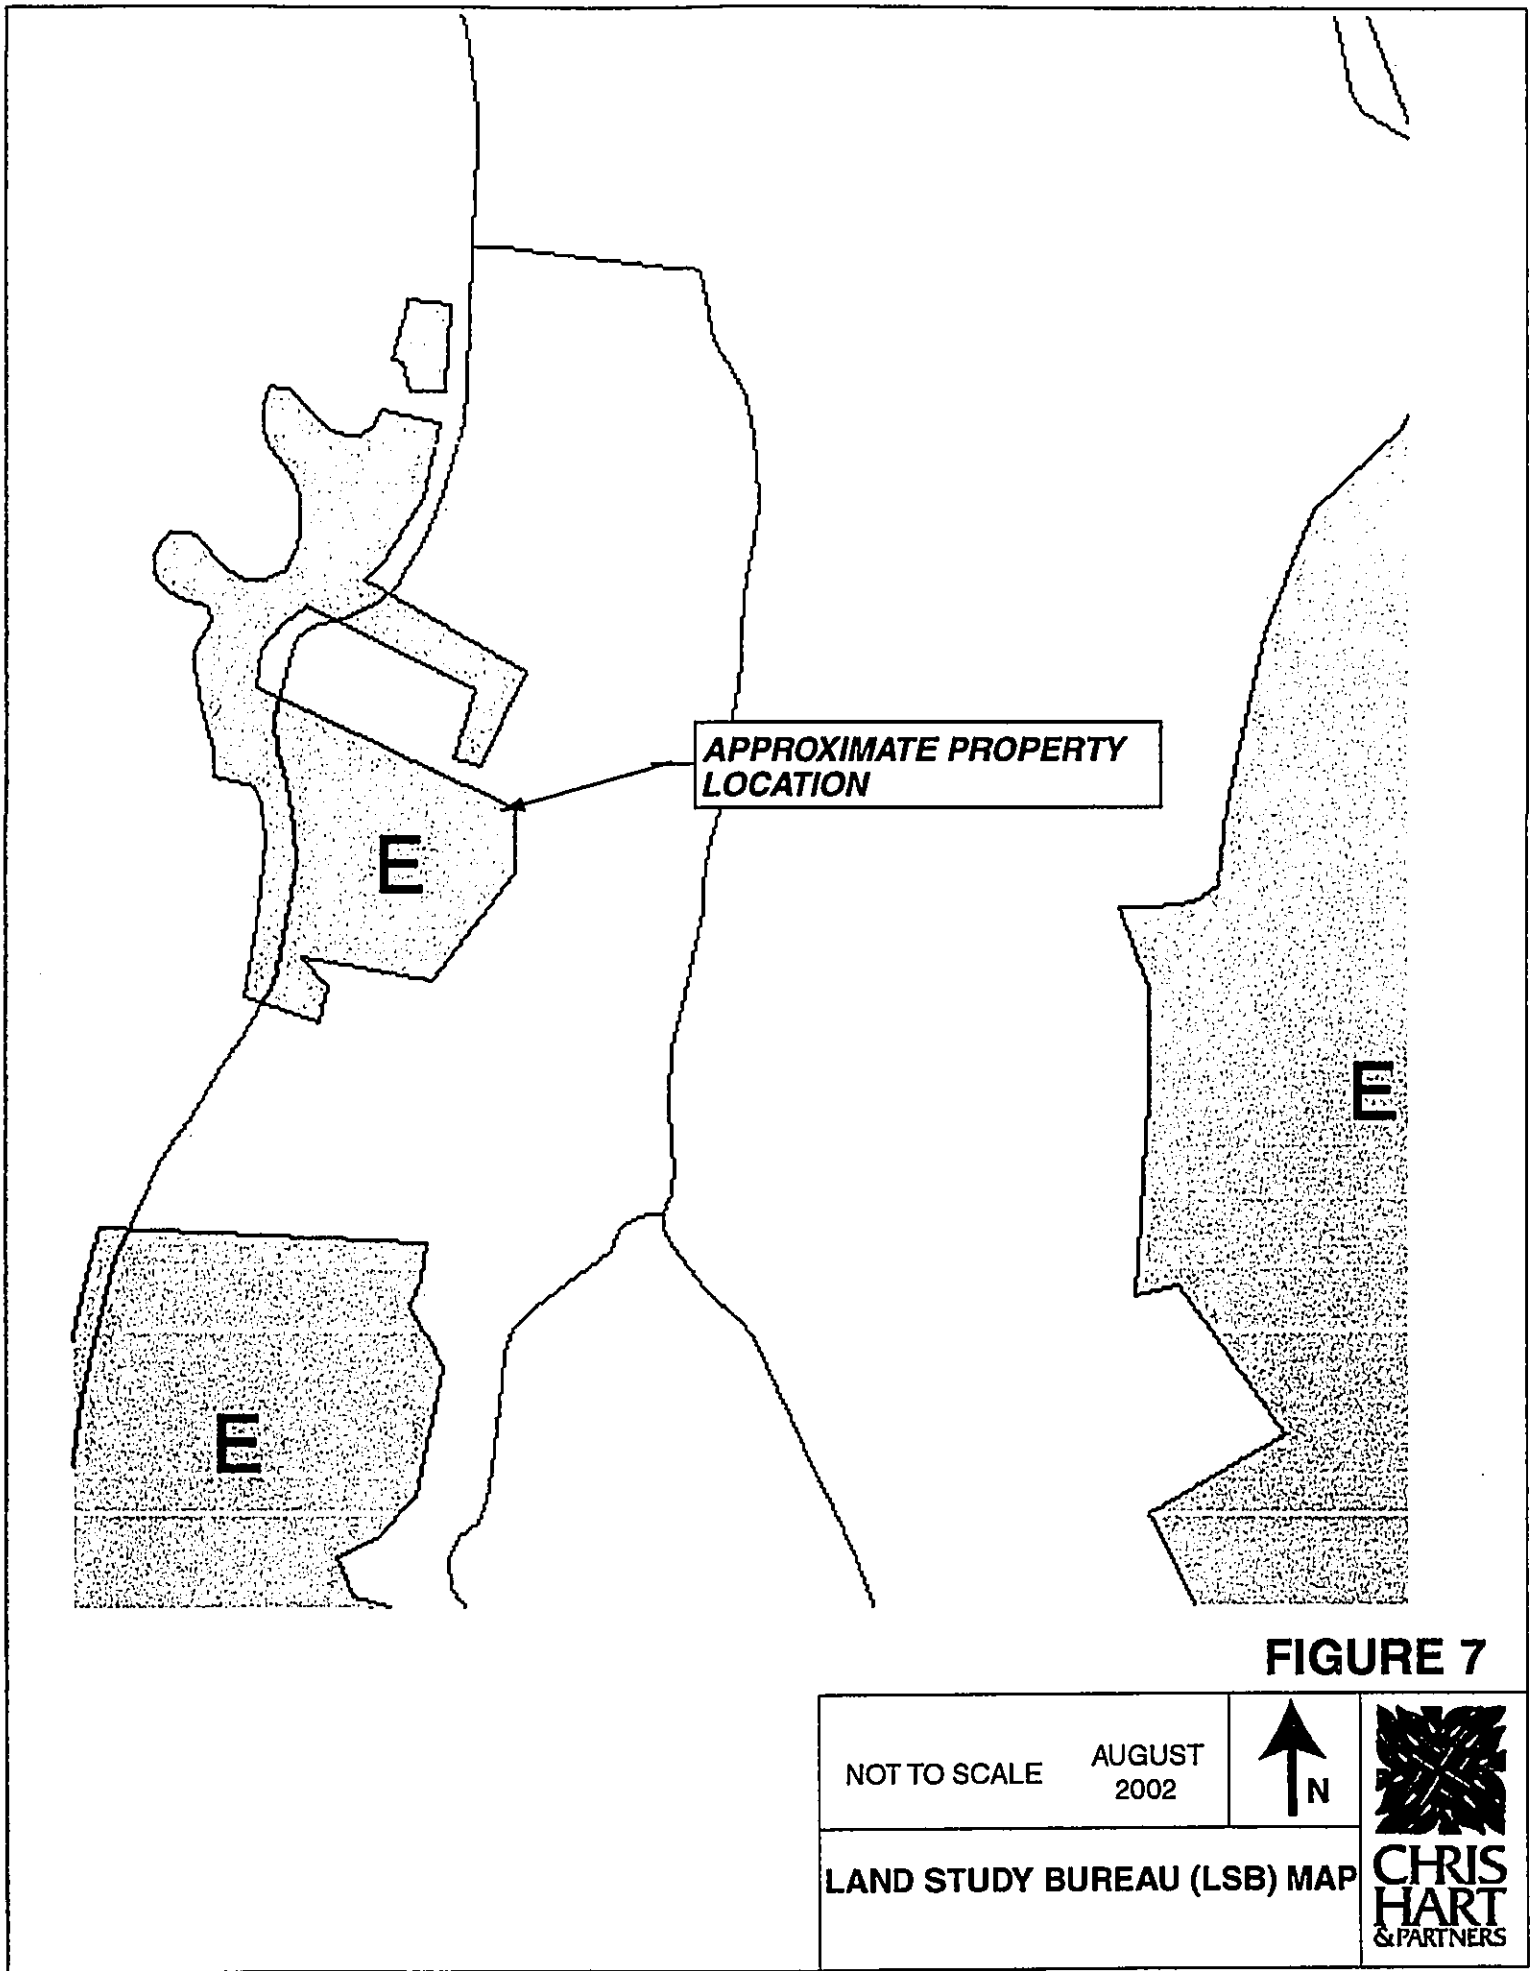 APPROXIMATE PROPERTY
LOCATION
E
E
E
FIGURE 7
NOT TO SCALE
AUGUST
2002
N
LAND STUDY BUREAU (LSB) MAP
CHRIS
HART
& PARTNERS